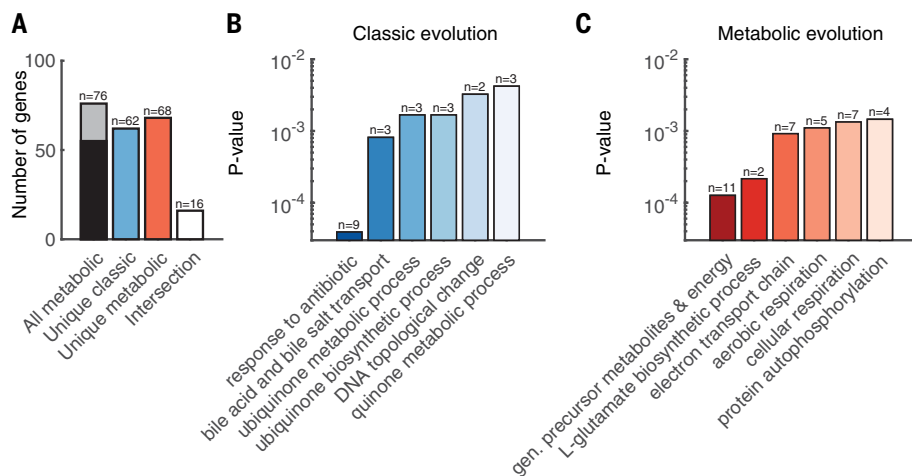 A
Number of genes
100
50
0
n=76
n=62
n=68
n=16
All metabolic
Unique classic
Unique metabolic
Intersection
B
Classic evolution
P-value
10-2
10-3
10-4
n=9
n=3
n=3
n=3
n=2
n=3
response to antibiotic
bile acid and bile salt transport
ubiquinone metabolic process
ubiquinone biosynthetic process
DNA topological change
quinone metabolic process
C
Metabolic evolution
P-value
10-2
10-3
10-4
n=11
n=2
n=7
n=5
n=7
n=4
gen. precursor metabolites & energy
L-glutamate biosynthetic process
electron transport chain
aerobic respiration
cellular respiration
protein autophosphorylation